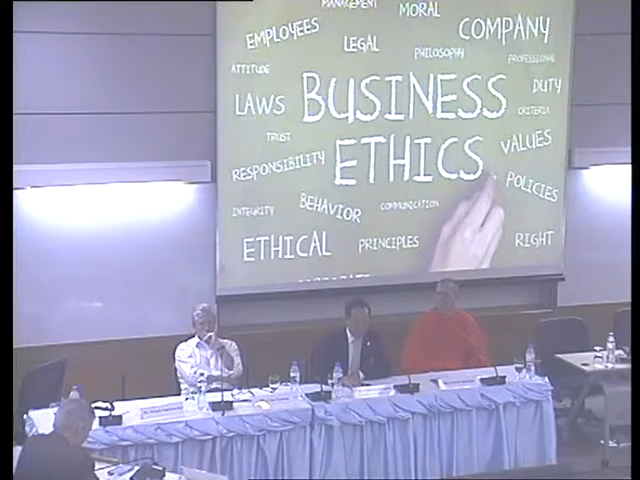 MANAGEMENT
MORAL
EMPLOYEES
COMPANY
LEGAL
PHILOSOPHY
PROFESSIONAL
ATTITUDE
DUTY
LAWS
BUSINESS
CRITERIA
TRUST
ETHICS
VALUES
RESPONSIBILITY
POLICIES
INTEGRITY
BEHAVIOR
COMMUNICATION
ETHICAL
PRINCIPLES
RIGHT